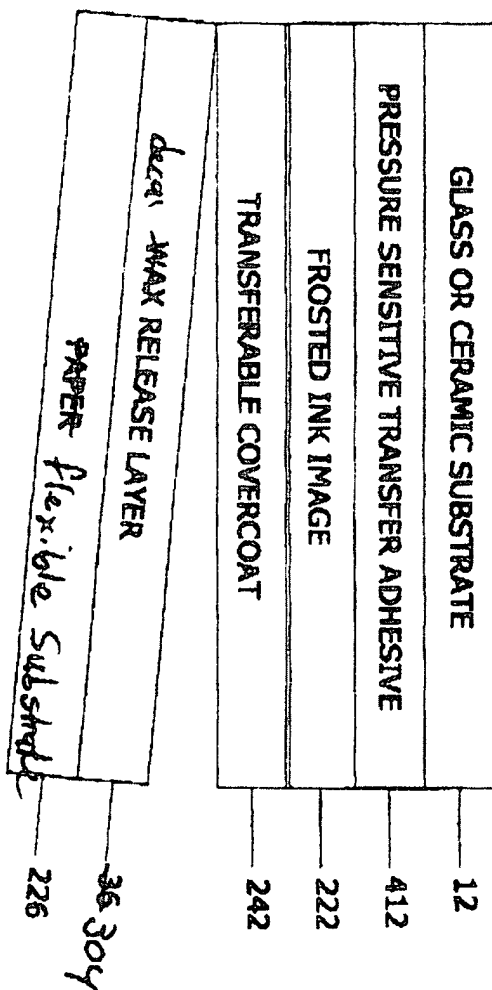 GLASS OR CERAMIC SUBSTRATE 12
PRESSURE SENSITIVE TRANSFER ADHESIVE 412
FROSTED INK IMAGE 222
TRANSFERABLE COVERCOAT 242
decal WAX RELEASE LAYER 36 304
PAPER flexible Substrate 226